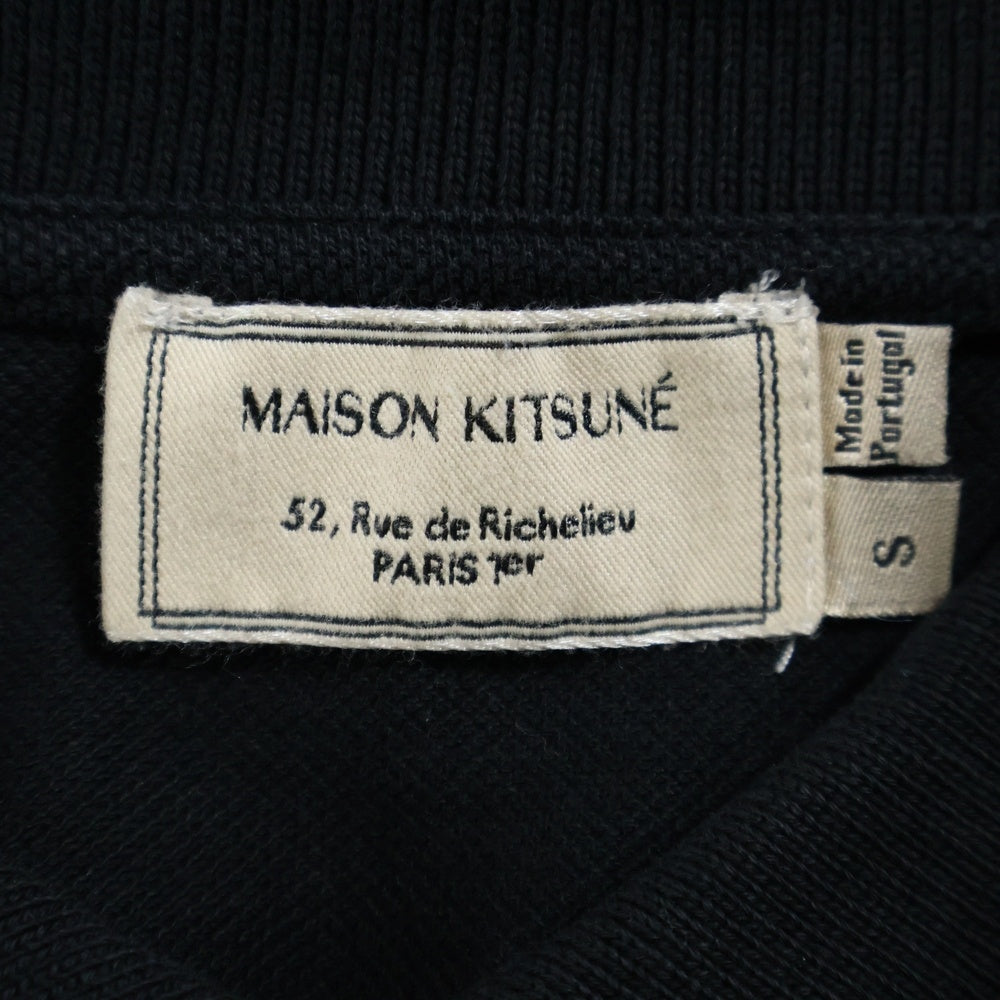 MAISON KITSUNÉ
52, Rue de Richelieu
PARIS 1er
Made in
Portugal
S